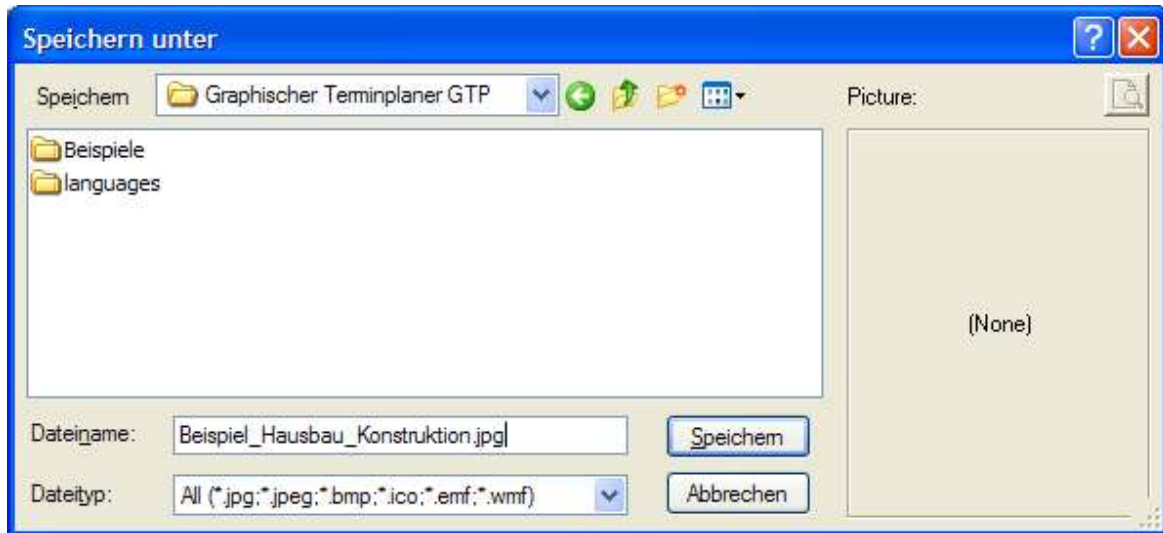 Speichern unter
Speichern Graphischer Terminplaner GTP Picture:
Beispiele
languages
(None)
Dateiname: Beispiel_Hausbau_Konstruktion.jpg Speichern
Dateityp: All (*.jpg;*.jpeg;*.bmp;*.ico;*.emf;*.wmf) Abbrechen